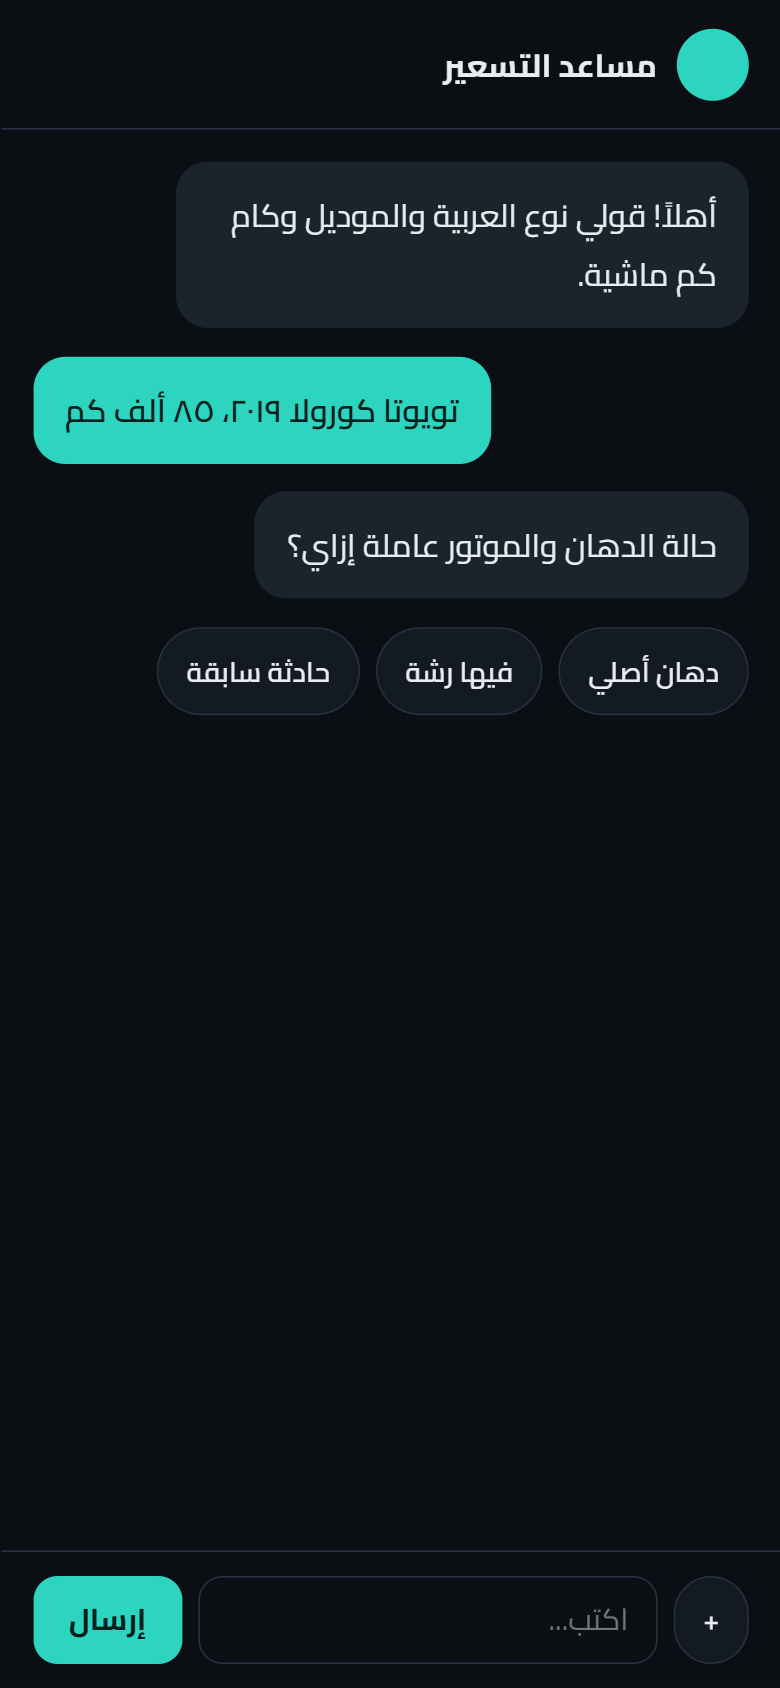 مساعد التسعير
أهلاً! قولي نوع العربية والموديل وكام
كم ماشية.
تويوتا كورولا ٢٠١٩، ٨٥ ألف كم
حالة الدهان والموتور عاملة إزاي؟
دهان أصلي
فيها رشة
حادثة سابقة
+
اكتب...
إرسال